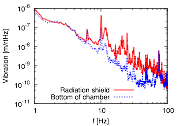 Vibration [m/rtHz]
10^-6
10^-7
10^-8
10^-9
10^-10
10^-11
Radiation shield
Bottom of chamber
1 10 100
f [Hz]